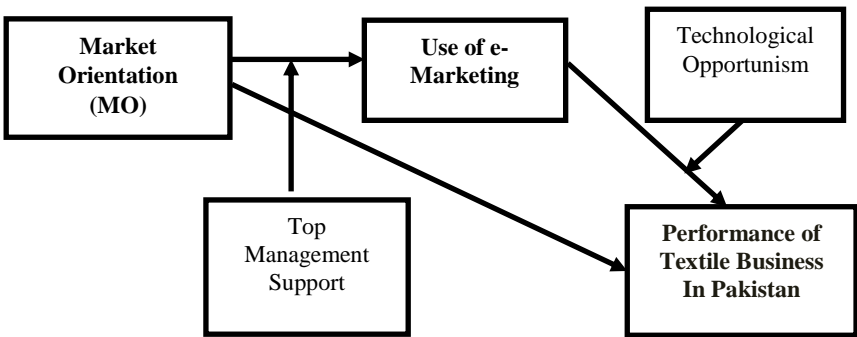 Market
Orientation
(MO)
Use of e-
Marketing
Technological
Opportunism
Top
Management
Support
Performance of
Textile Business
In Pakistan